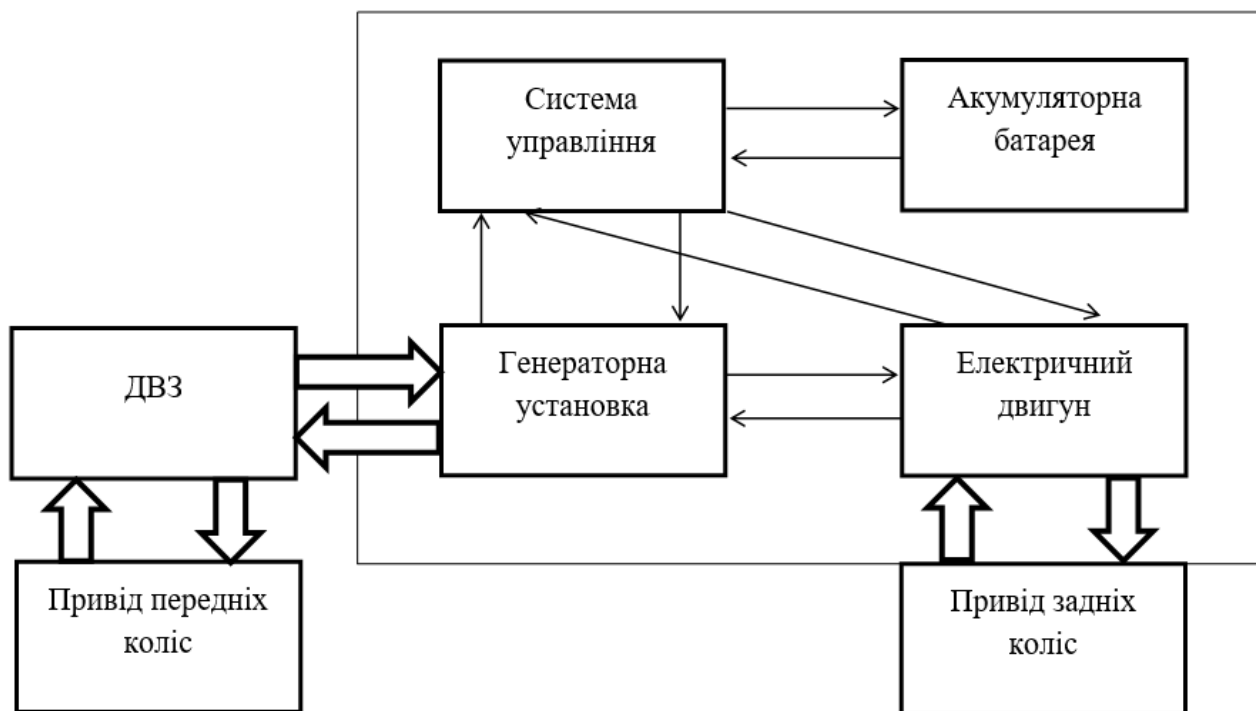 Система
управління
Акумуляторна
батарея
ДВЗ
Генераторна
установка
Електричний
двигун
Привід передніх
коліс
Привід задніх
коліс